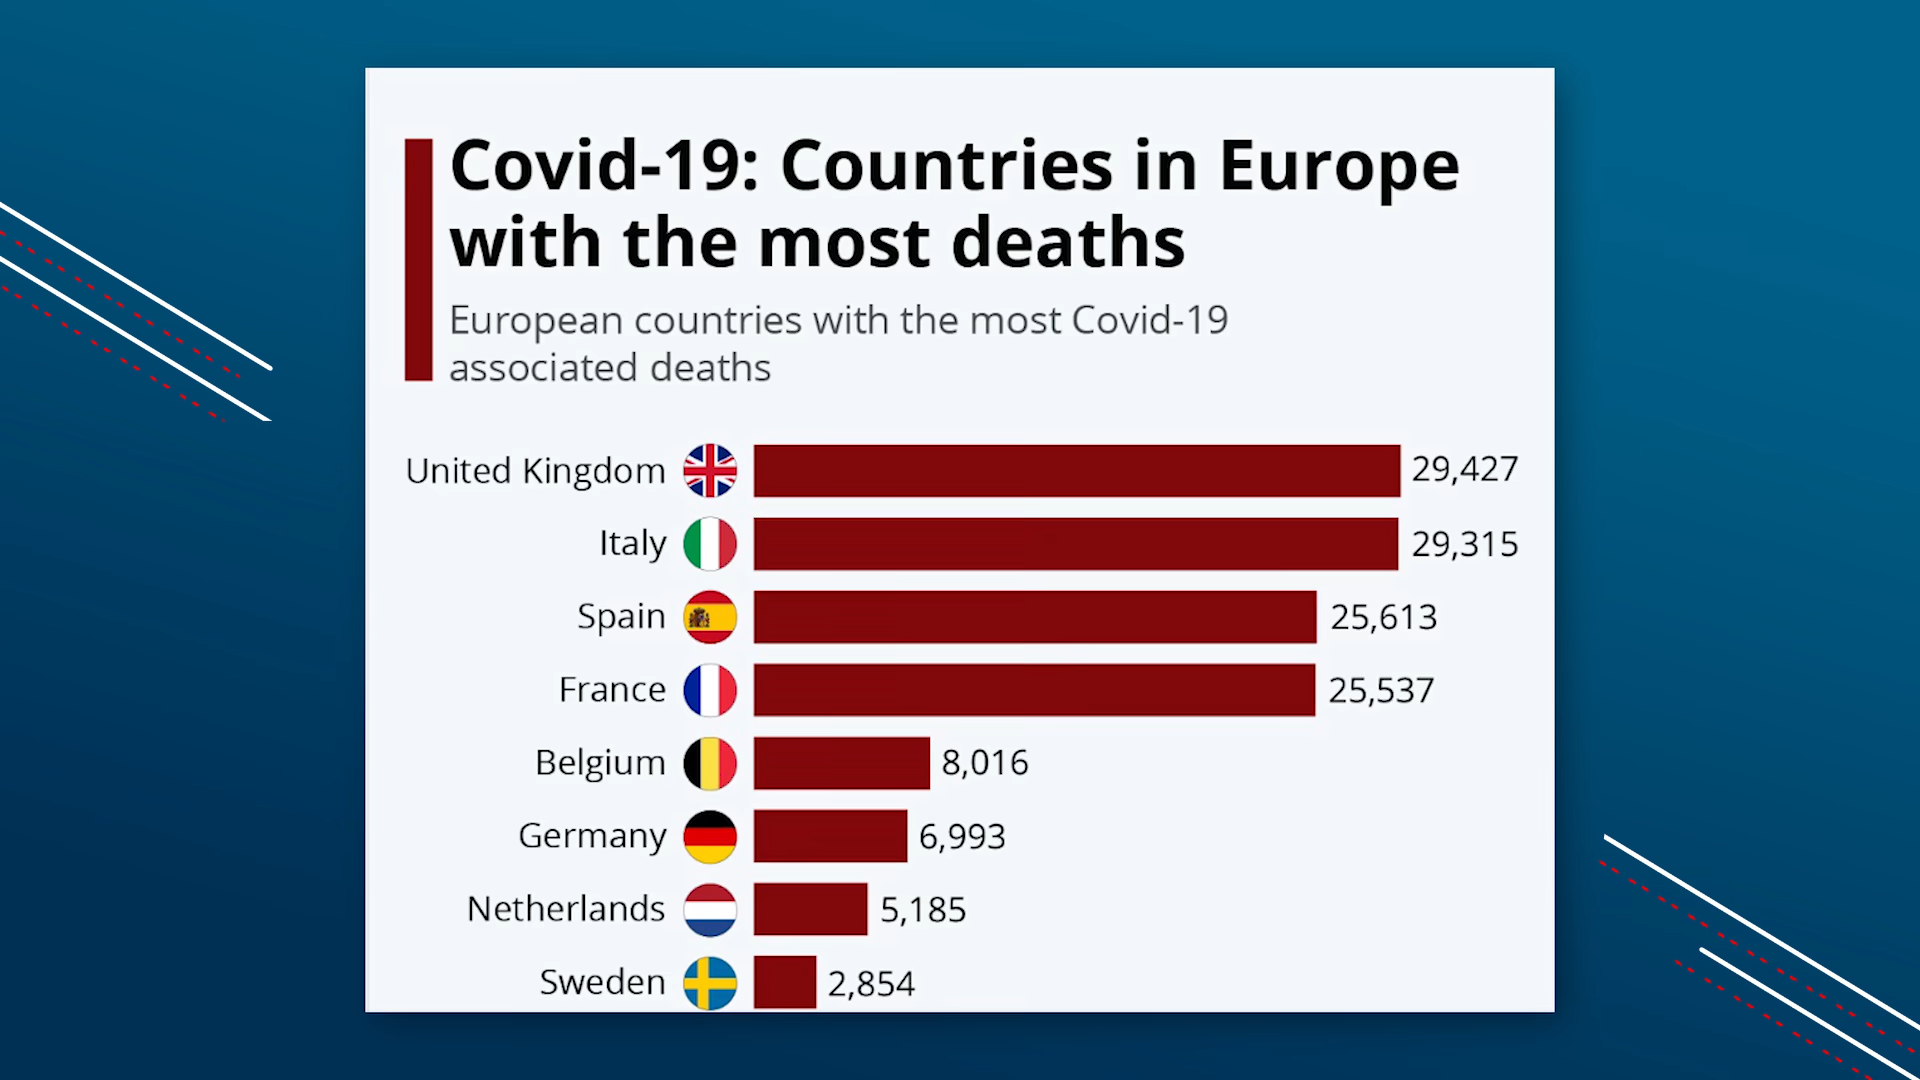 Covid-19: Countries in Europe
with the most deaths
European countries with the most Covid-19
associated deaths
United Kingdom 29,427
Italy 29,315
Spain 25,613
France 25,537
Belgium 8,016
Germany 6,993
Netherlands 5,185
Sweden 2,854